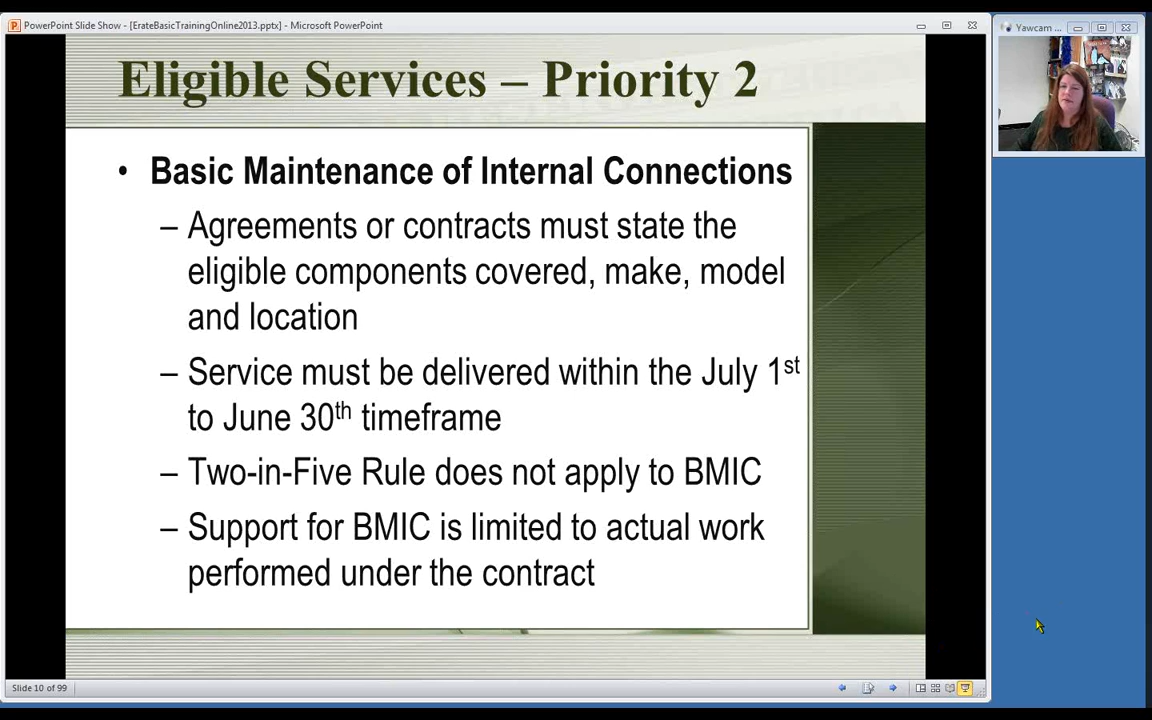 PowerPoint Slide Show - [ErateBasicTrainingOnline2013.pptx] - Microsoft PowerPoint
Yawcam ...
Eligible Services – Priority 2
• Basic Maintenance of Internal Connections
– Agreements or contracts must state the
eligible components covered, make, model
and location
– Service must be delivered within the July 1st
to June 30th timeframe
– Two-in-Five Rule does not apply to BMIC
– Support for BMIC is limited to actual work
performed under the contract
Slide 10 of 99